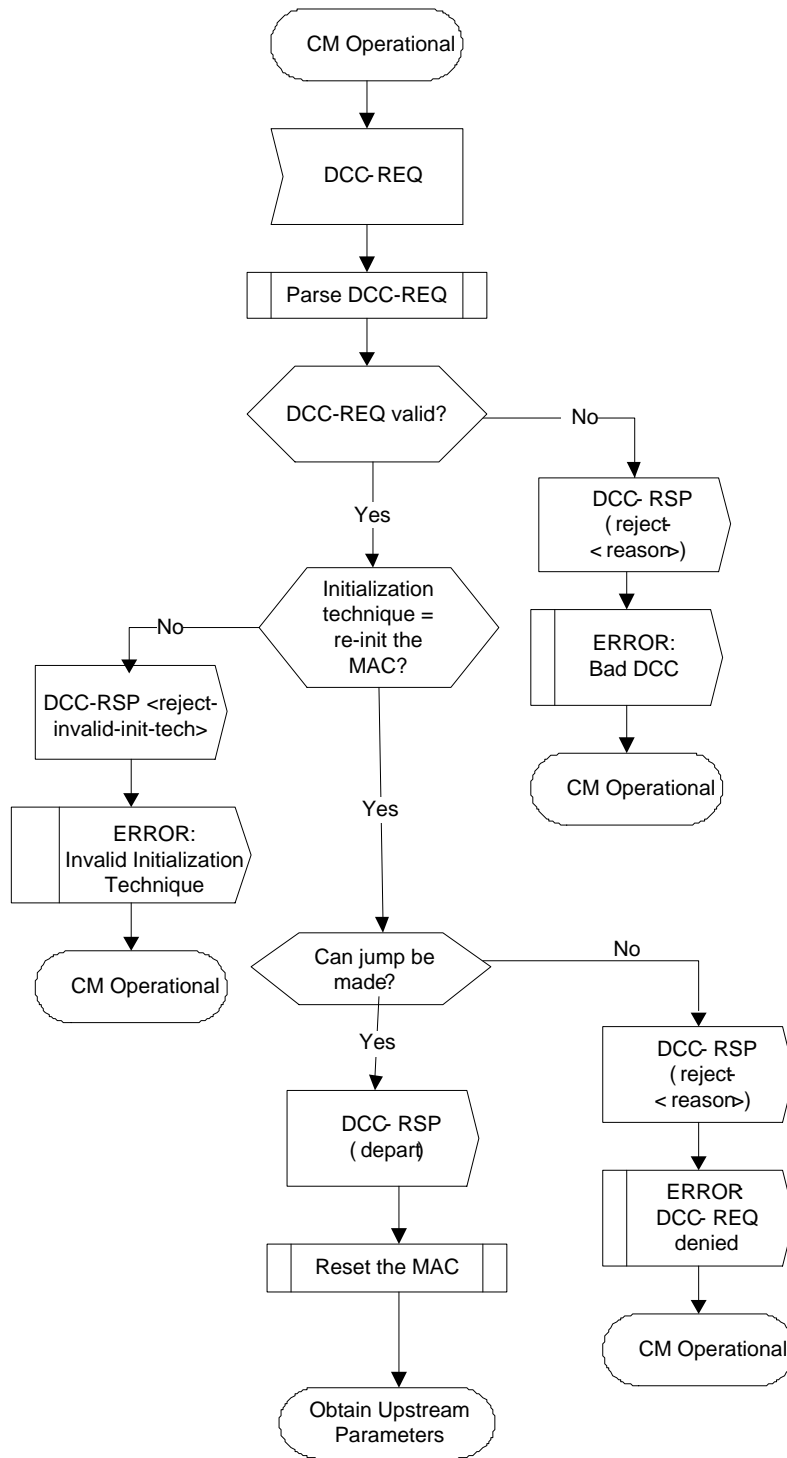 CM Operational
DCC-REQ
Parse DCC-REQ
DCC-REQ valid?
No
Yes
DCC- RSP
( reject-
< reason>)
Initialization
technique =
re-init the
MAC?
No
ERROR:
Bad DCC
DCC-RSP <reject-
invalid-init-tech>
CM Operational
Yes
ERROR:
Invalid Initialization
Technique
CM Operational
Can jump be
made?
No
Yes
DCC- RSP
( reject-
< reason>)
DCC- RSP
( depart)
ERROR
DCC- REQ
denied
Reset the MAC
CM Operational
Obtain Upstream
Parameters